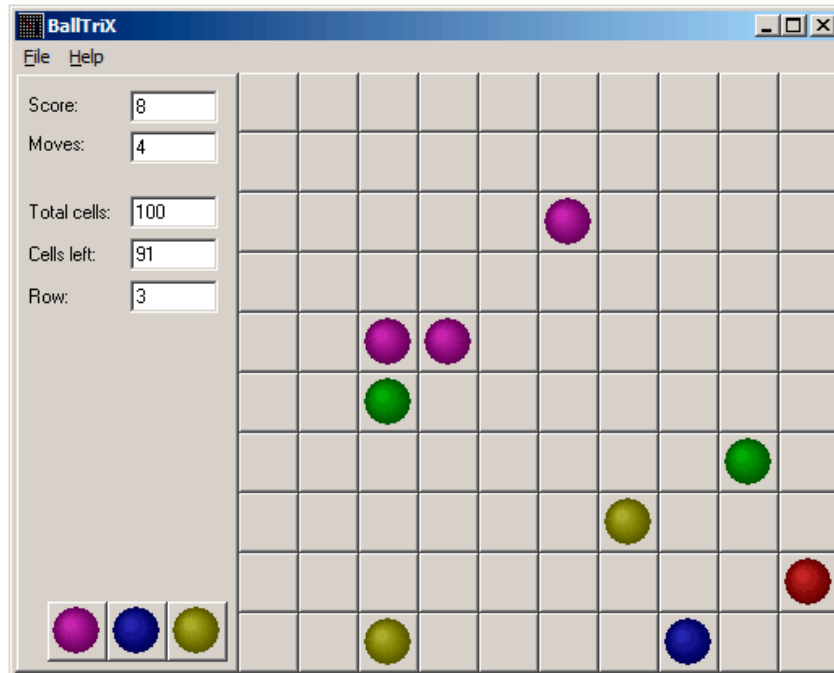 BallTriX
File Help
Score: 8
Moves: 4
Total cells: 100
Cells left: 91
Row: 3